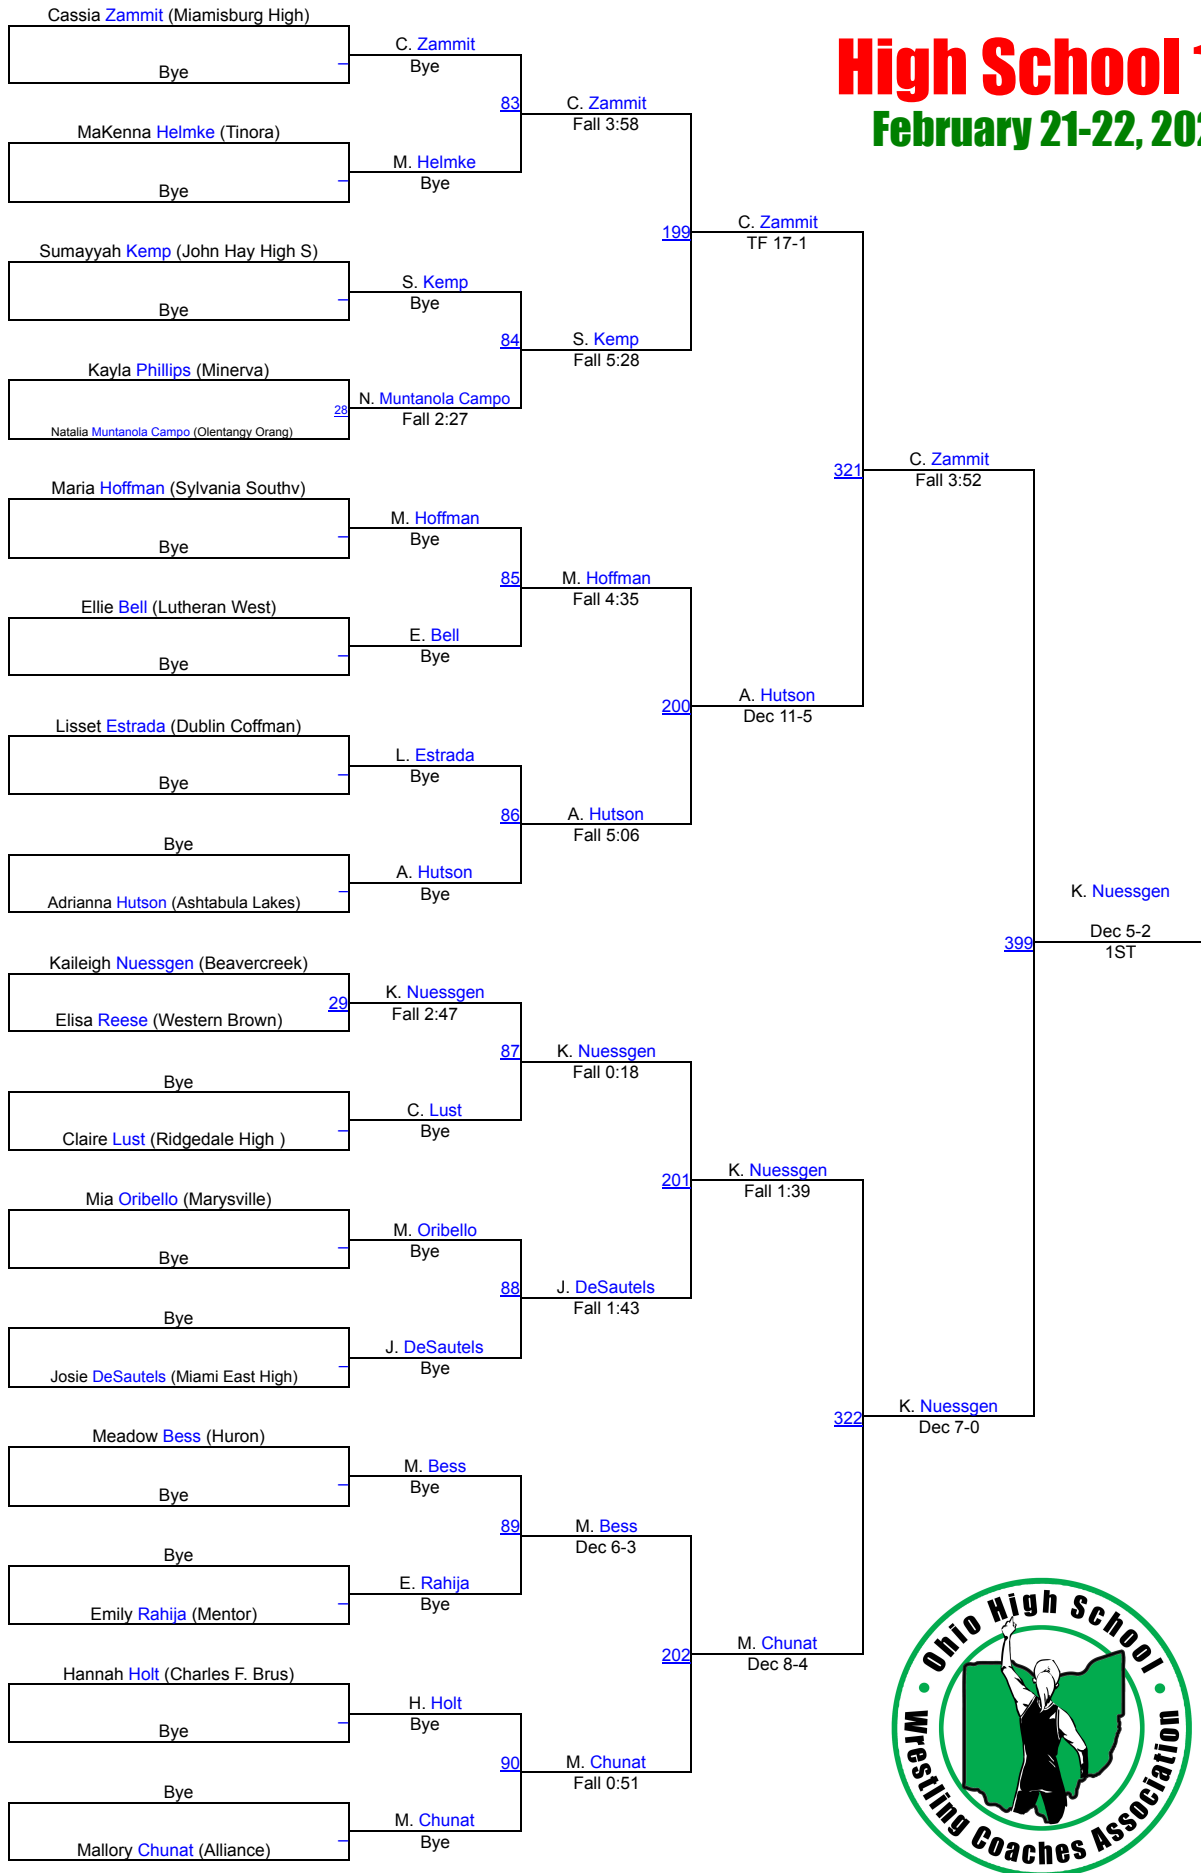 High School 1
February 21-22, 202
Cassia Zammit (Miamisburg High)
Bye
MaKenna Helmke (Tinora)
Bye
Sumayyah Kemp (John Hay High S)
Bye
Kayla Phillips (Minerva)
28
Natalia Muntanola Campo (Olentangy Orang)
Maria Hoffman (Sylvania Southv)
Bye
Ellie Bell (Lutheran West)
Bye
Lisset Estrada (Dublin Coffman)
Bye
Bye
Adrianna Hutson (Ashtabula Lakes)
Kaileigh Nuessgen (Beavercreek)
29
Elisa Reese (Western Brown)
Bye
Claire Lust (Ridgedale High )
Mia Oribello (Marysville)
Bye
Bye
Josie DeSautels (Miami East High)
Meadow Bess (Huron)
Bye
Bye
Emily Rahija (Mentor)
Hannah Holt (Charles F. Brus)
Bye
Bye
Mallory Chunat (Alliance)
C. Zammit
Bye
83
M. Helmke
Bye
S. Kemp
Bye
84
N. Muntanola Campo
Fall 2:27
M. Hoffman
Bye
85
E. Bell
Bye
L. Estrada
Bye
86
A. Hutson
Bye
K. Nuessgen
Fall 2:47
87
C. Lust
Bye
M. Oribello
Bye
88
J. DeSautels
Bye
M. Bess
Bye
89
E. Rahija
Bye
H. Holt
Bye
90
M. Chunat
Bye
C. Zammit
Fall 3:58
199
S. Kemp
Fall 5:28
M. Hoffman
Fall 4:35
200
A. Hutson
Fall 5:06
K. Nuessgen
Fall 0:18
201
J. DeSautels
Fall 1:43
M. Bess
Dec 6-3
202
M. Chunat
Fall 0:51
C. Zammit
TF 17-1
321
A. Hutson
Dec 11-5
K. Nuessgen
Fall 1:39
322
M. Chunat
Dec 8-4
C. Zammit
Fall 3:52
399
K. Nuessgen
Dec 7-0
K. Nuessgen
Dec 5-2
1ST
Ohio High School
Wrestling Coaches Association